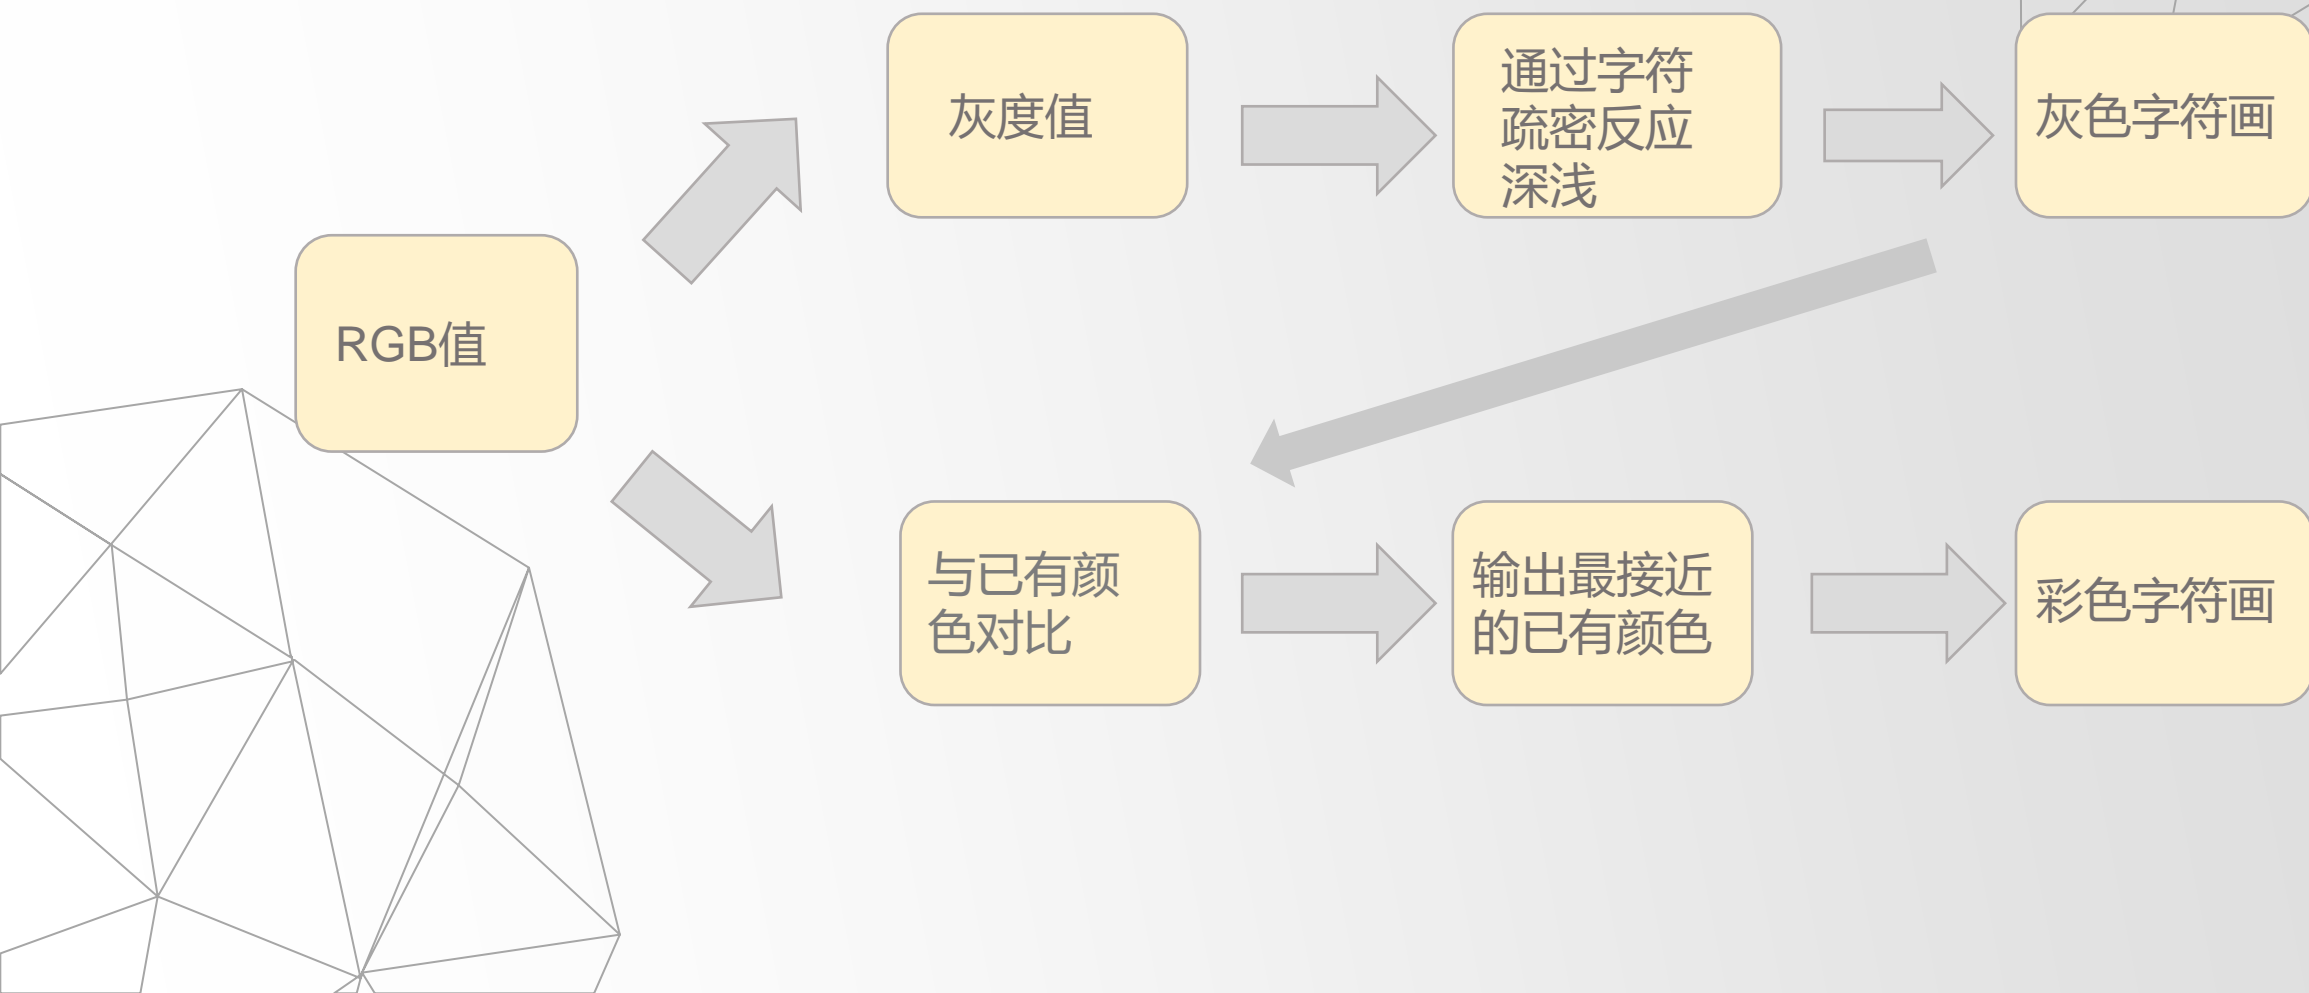 RGB值
灰度值
通过字符
疏密反应
深浅
灰色字符画
与已有颜
色对比
输出最接近
的已有颜色
彩色字符画